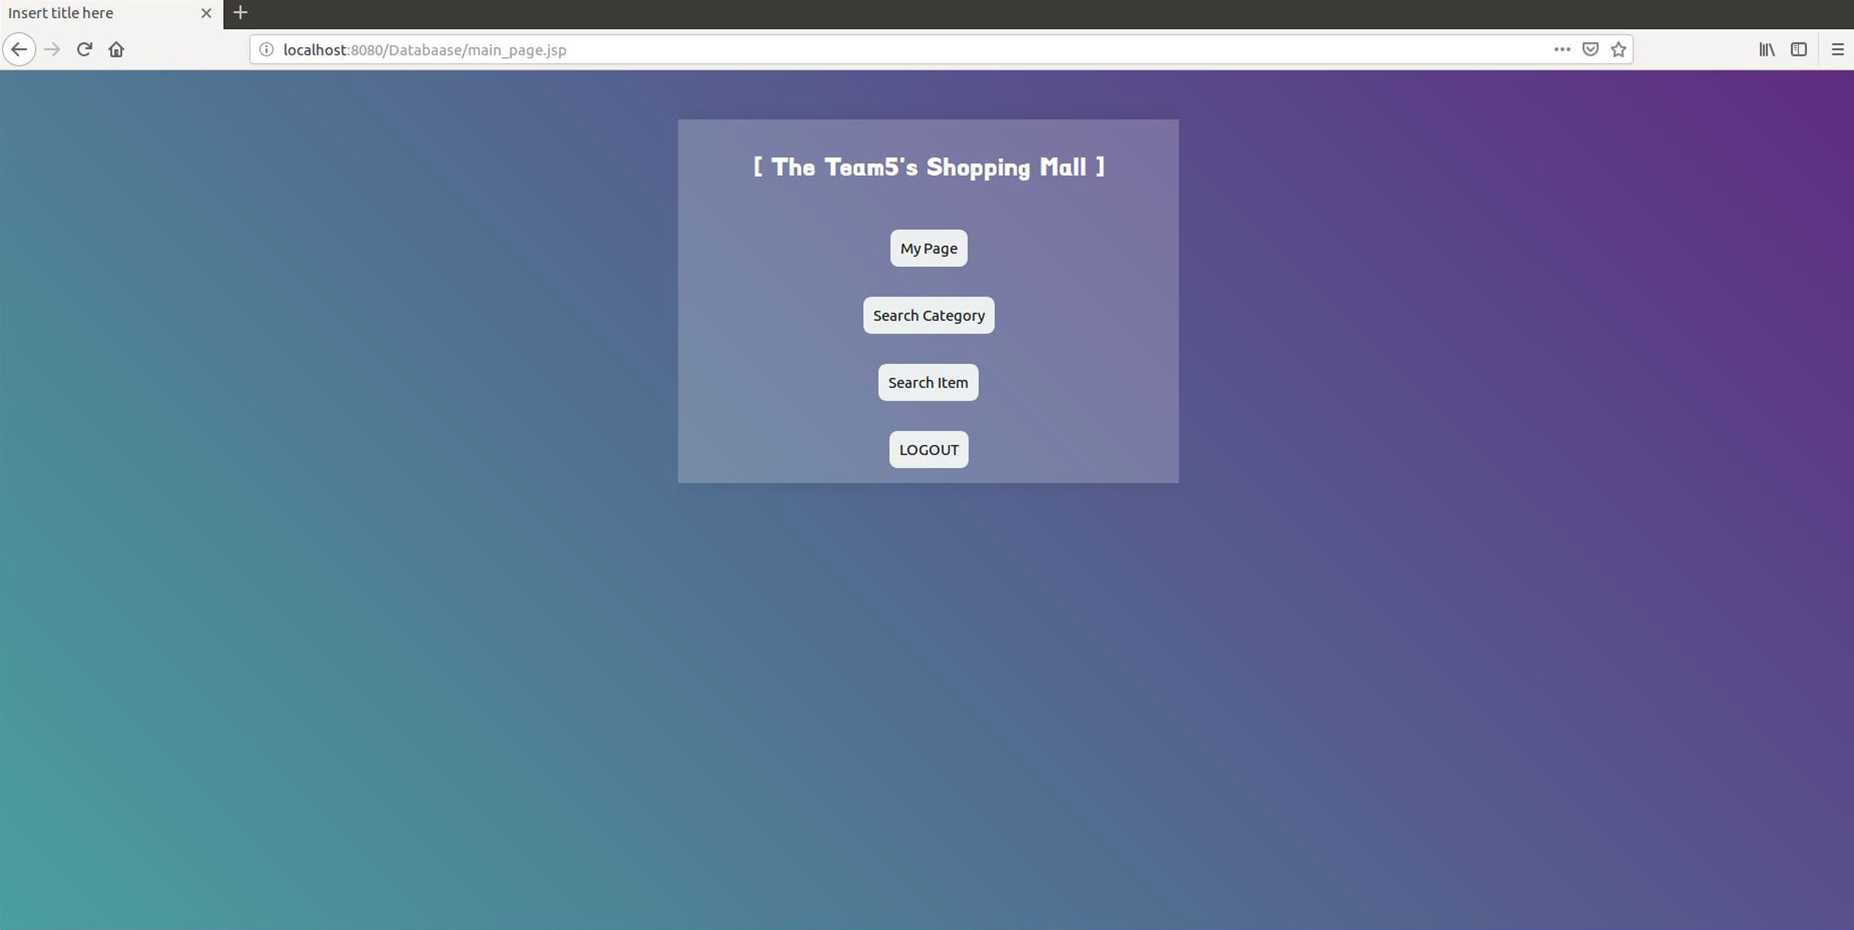 Insert title here
localhost:8080/Databaase/main_page.jsp
[ The Team5's Shopping Mall ]
My Page
Search Category
Search Item
LOGOUT